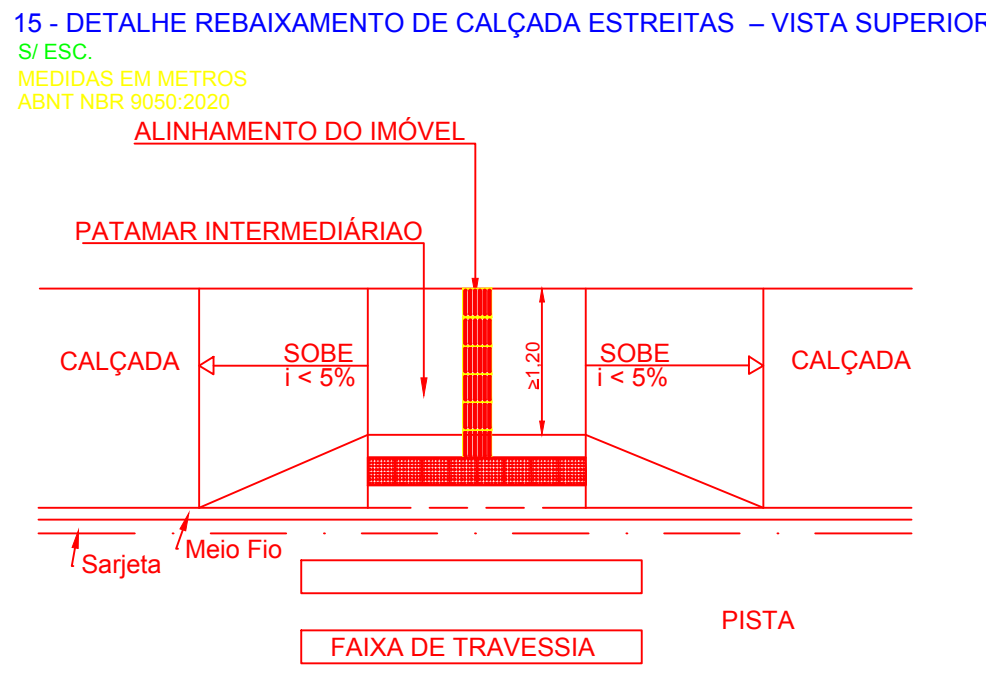 15 - DETALHE REBAIXAMENTO DE CALÇADA ESTREITAS – VISTA SUPERIOR
S/ ESC.
MEDIDAS EM METROS
ABNT NBR 9050:2020
ALINHAMENTO DO IMÓVEL
PATAMAR INTERMEDIÁRIAO
CALÇADA
SOBE
i < 5%
≥1,20
SOBE
i < 5%
CALÇADA
Meio Fio
Sarjeta
PISTA
FAIXA DE TRAVESSIA